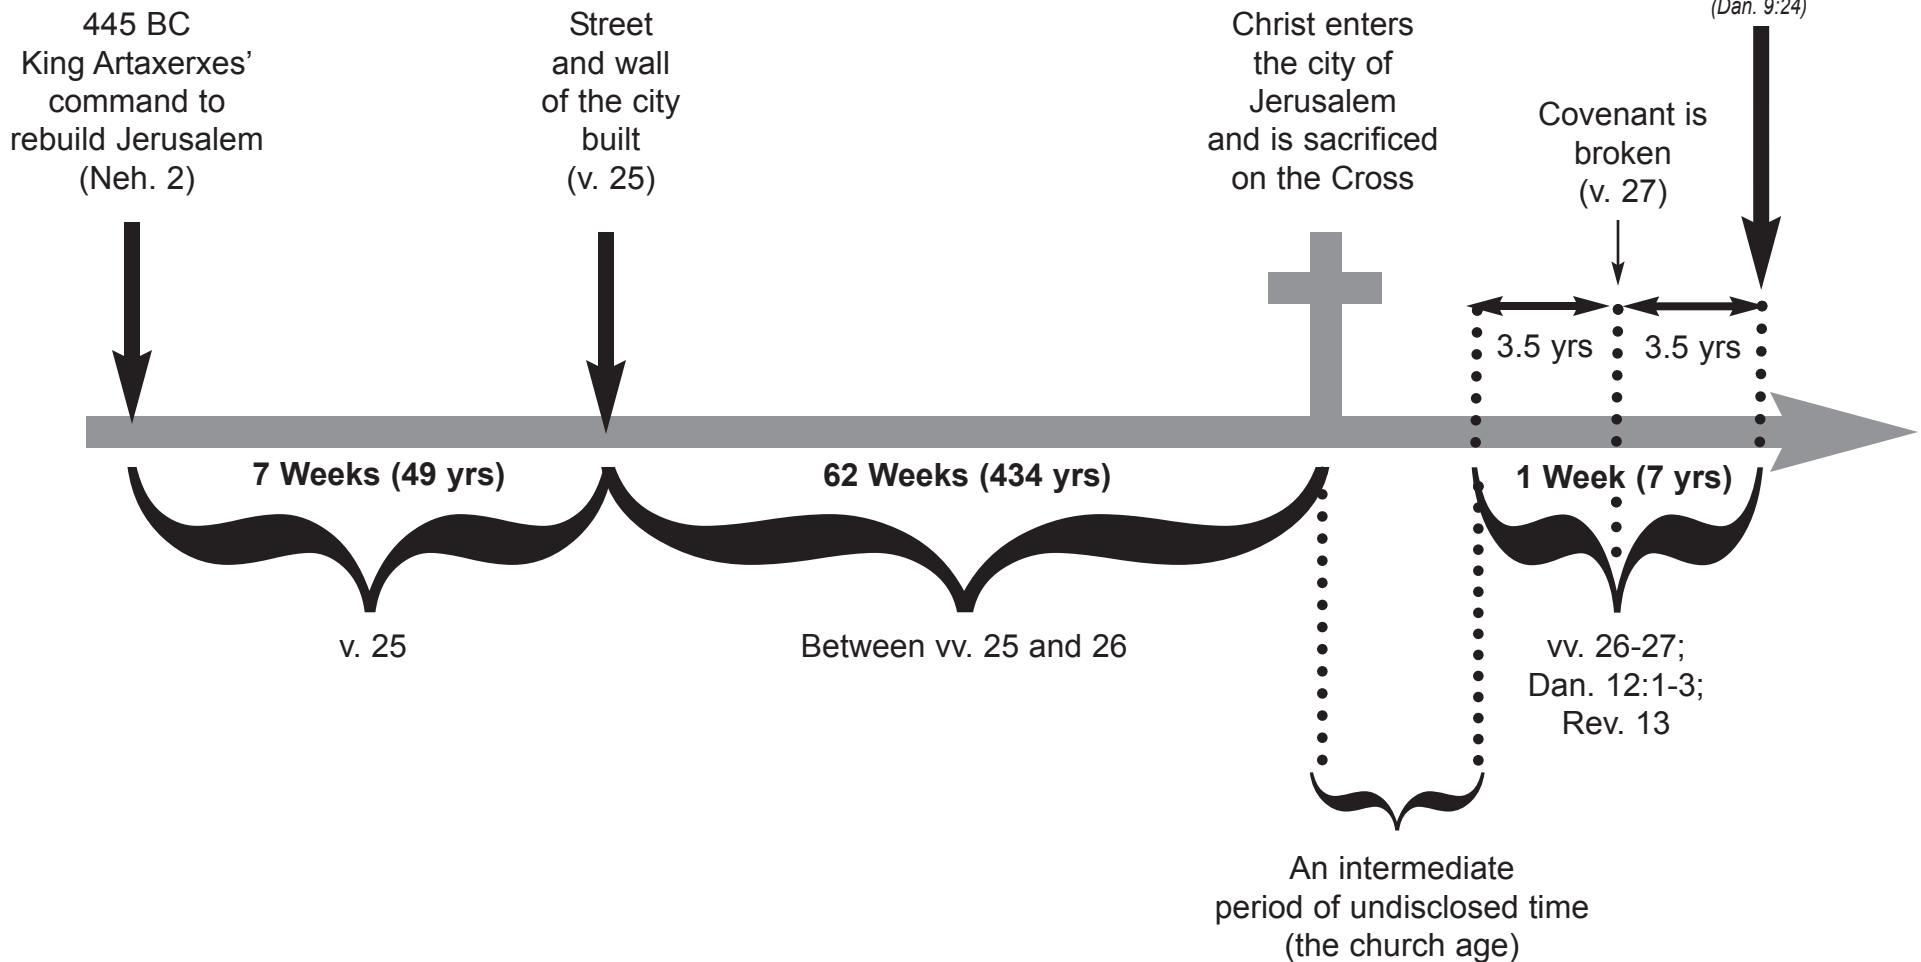 445 BC
King Artaxerxes’
command to
rebuild Jerusalem
(Neh. 2)
Street
and wall
of the city
built
(v. 25)
Christ enters
the city of
Jerusalem
and is sacrificed
on the Cross
Covenant is
broken
(v. 27)
(Dan. 9:24)
3.5 yrs
3.5 yrs
7 Weeks (49 yrs)
62 Weeks (434 yrs)
1 Week (7 yrs)
v. 25
Between vv. 25 and 26
vv. 26-27;
Dan. 12:1-3;
Rev. 13
An intermediate
period of undisclosed time
(the church age)